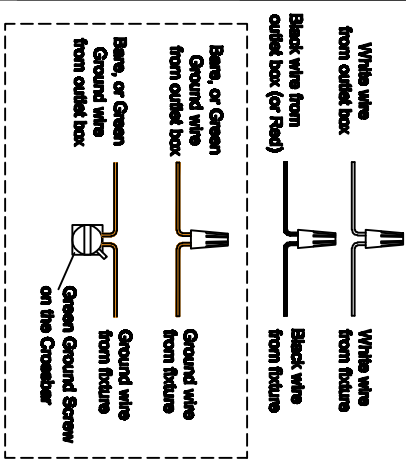 White wire
from outlet box
White wire
from fixture
Black wire from
outlet box (or Red)
Black wire
from fixture
Bare, or Green
Ground wire
from outlet box
Ground wire
from fixture
Bare, or Green
Ground wire
from outlet box
Ground wire
from fixture
Green Ground Screw
on the Crossbar